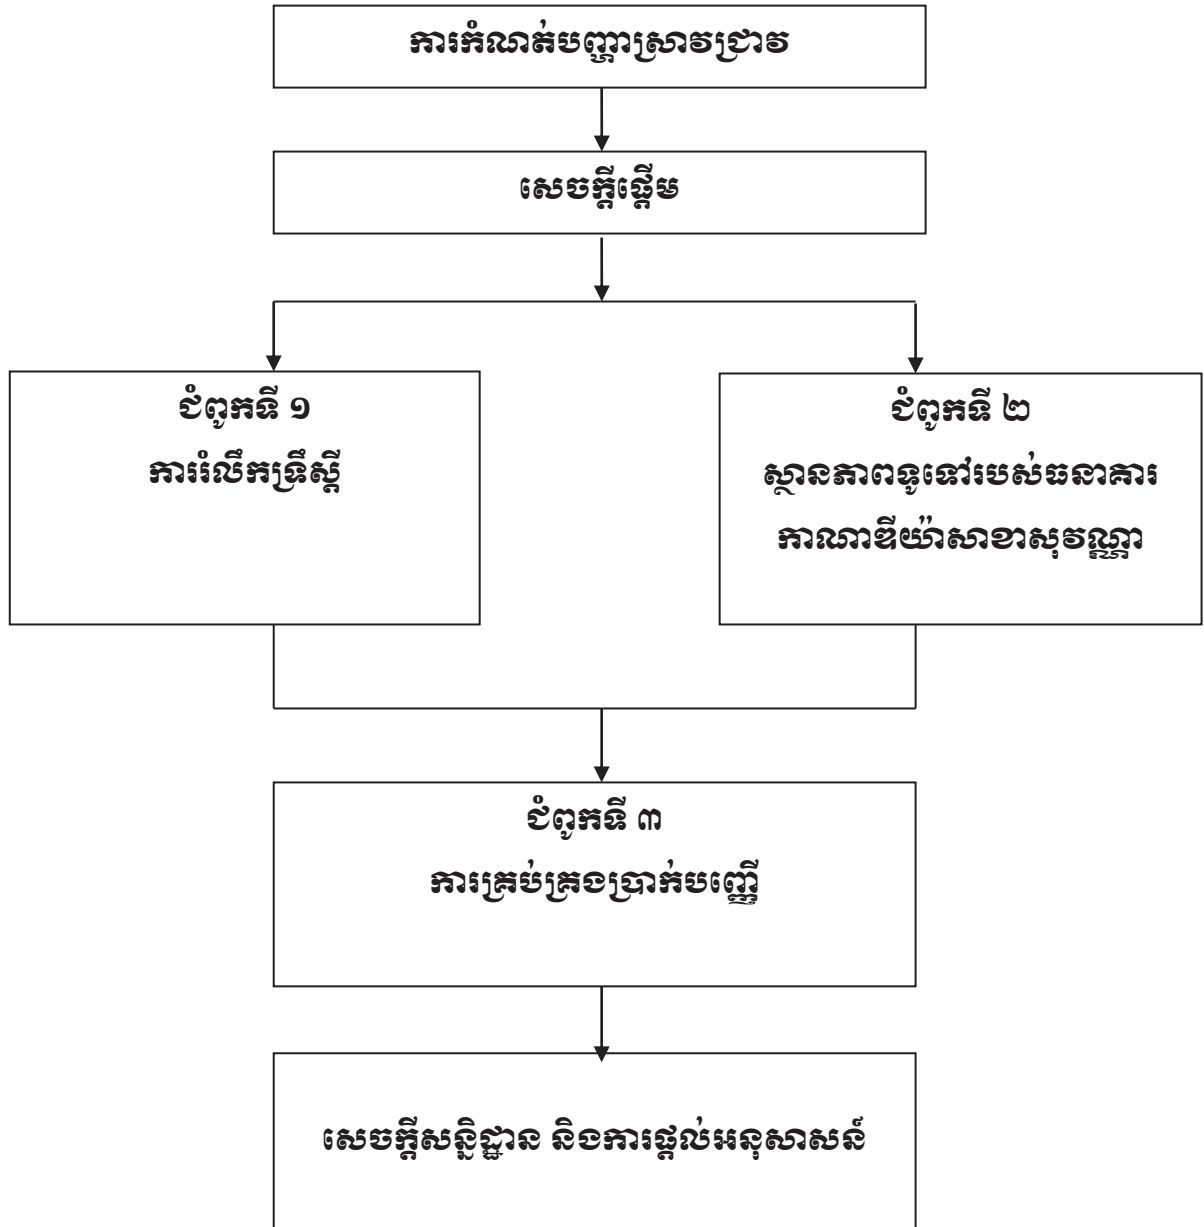 ការកំណត់បញ្ហាស្រាវជ្រាវ
សេចក្តីផ្តើម
ជំពូកទី ១
ការរំលឹកទ្រឹស្តី
ជំពូកទី ២
ស្ថានភាពទូទៅរបស់ធនាគារ
កាណាឌីយ៉ាសាខាសុវណ្ណា
ជំពូកទី ៣
ការគ្រប់គ្រងប្រាក់បញ្ញើ
សេចក្តីសន្និដ្ឋាន និងការផ្តល់អនុសាសន៍